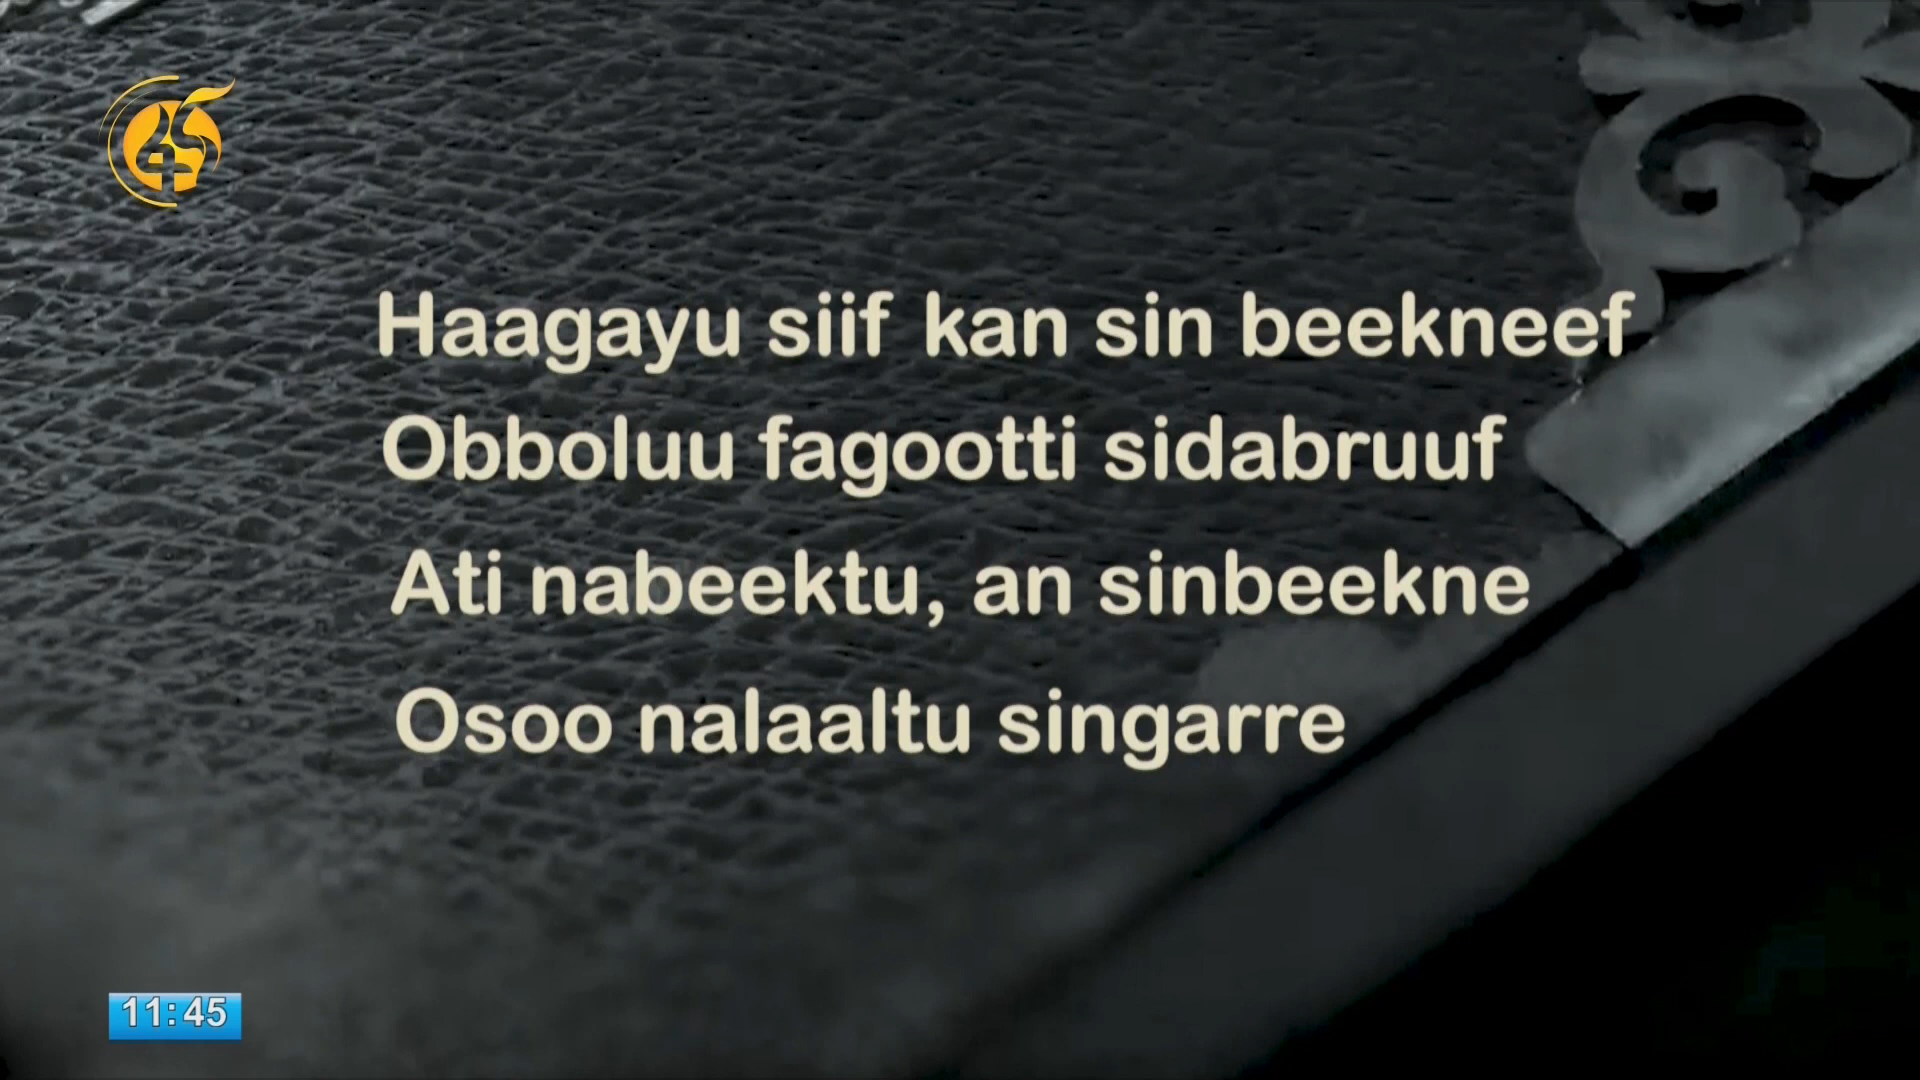 Haagayu siif kan sin beekneef
Obboluu fagootti sidabruuf
Ati nabeektu, an sinbeekne
Osoo nalaaltu singarre
11:45